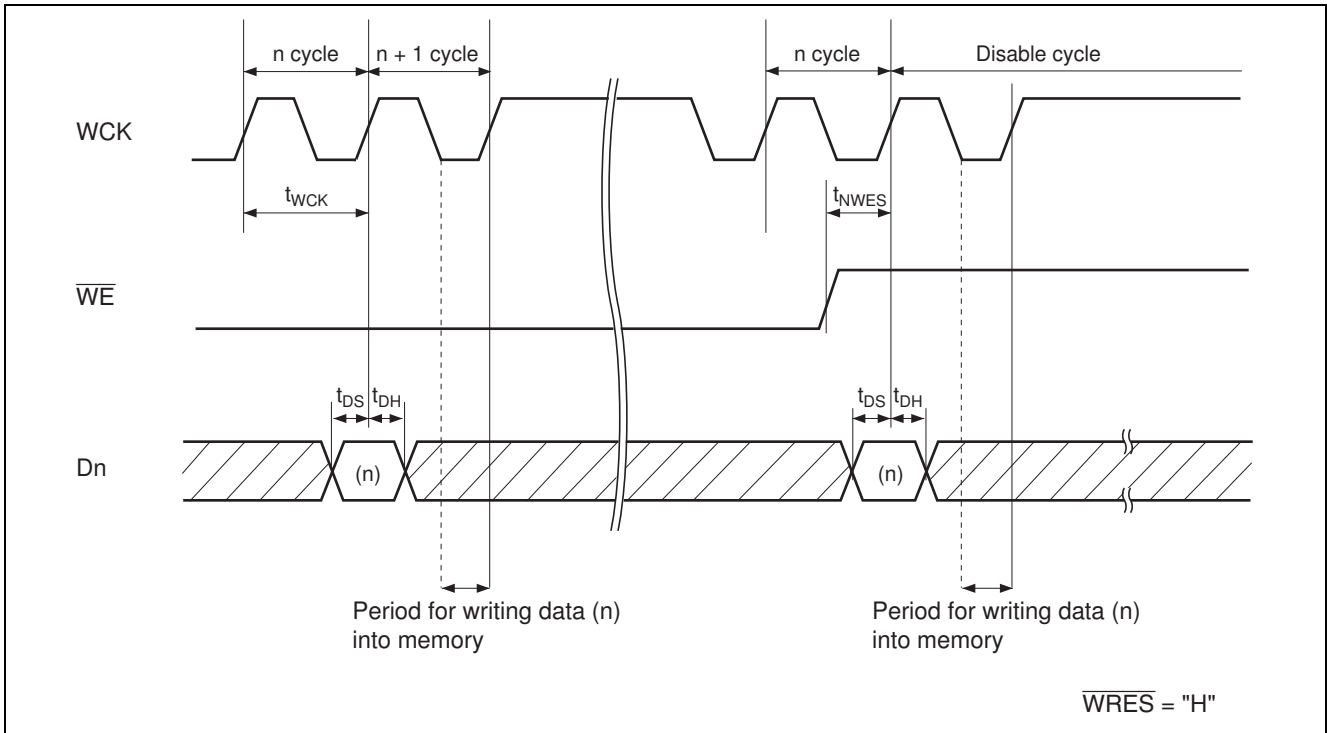 n cycle n + 1 cycle n cycle Disable cycle
WCK
tWCK tNWES
WE
tDS tDH tDS tDH
Dn (n) (n)
Period for writing data (n) Period for writing data (n)
into memory into memory
WRES = "H"